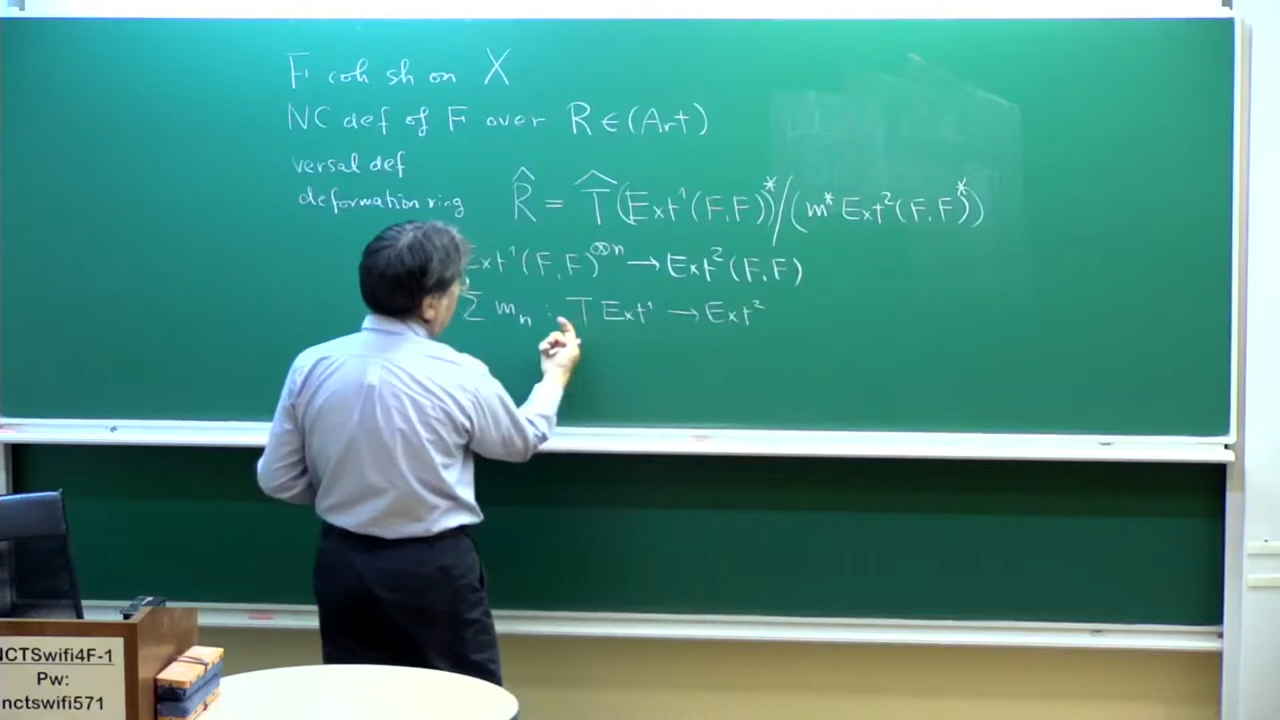 F coh sh on X
NC def of F over R ∈ (Art)
versal def
deformation ring R̂ = T̂(Ext¹(F,F)*)/(m* Ext²(F,F)*)
Ext¹(F,F)^{⊗n} → Ext²(F,F)
Σ m_n : T Ext¹ → Ext²
NCTSwifi4F-1
Pw:
nctswifi571